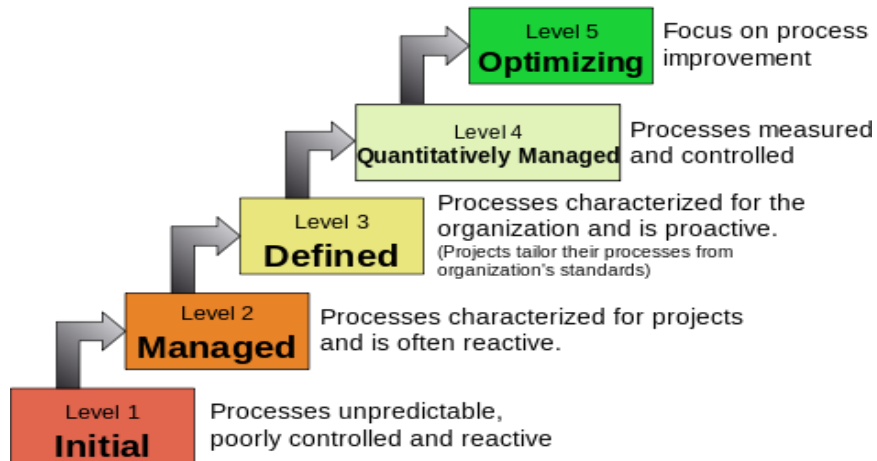 Level 5
Optimizing
Focus on process
improvement
Level 4
Quantitatively Managed
Processes measured
and controlled
Level 3
Defined
Processes characterized for the
organization and is proactive.
(Projects tailor their processes from
organization's standards)
Level 2
Managed
Processes characterized for projects
and is often reactive.
Level 1
Initial
Processes unpredictable,
poorly controlled and reactive